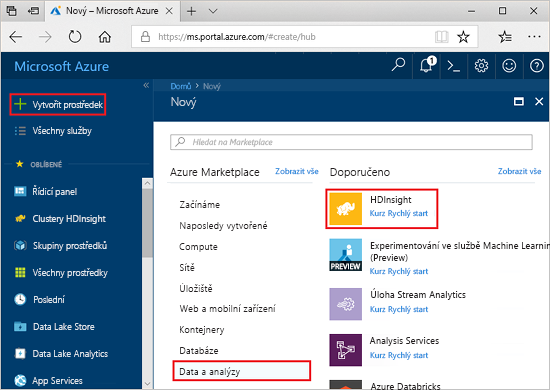 Nový – Microsoft Azure
https://ms.portal.azure.com/#create/hub
Microsoft Azure
1
Vytvořit prostředek
Všechny služby
OBLÍBENÉ
Řídicí panel
Clustery HDInsight
Skupiny prostředků
Všechny prostředky
Poslední
Data Lake Store
Data Lake Analytics
App Services
Domů > Nový
Nový
Hledat na Marketplace
Azure Marketplace Zobrazit vše
Začínáme
Naposledy vytvořené
Compute
Sítě
Úložiště
Web a mobilní zařízení
Kontejnery
Databáze
Data a analýzy
Doporučeno Zobrazit vše
HDInsight
Kurz Rychlý start
PREVIEW
Experimentování ve službě Machine Learning
(Preview)
Kurz Rychlý start
Úloha Stream Analytics
Kurz Rychlý start
Analysis Services
Kurz Rychlý start
Azure Databricks